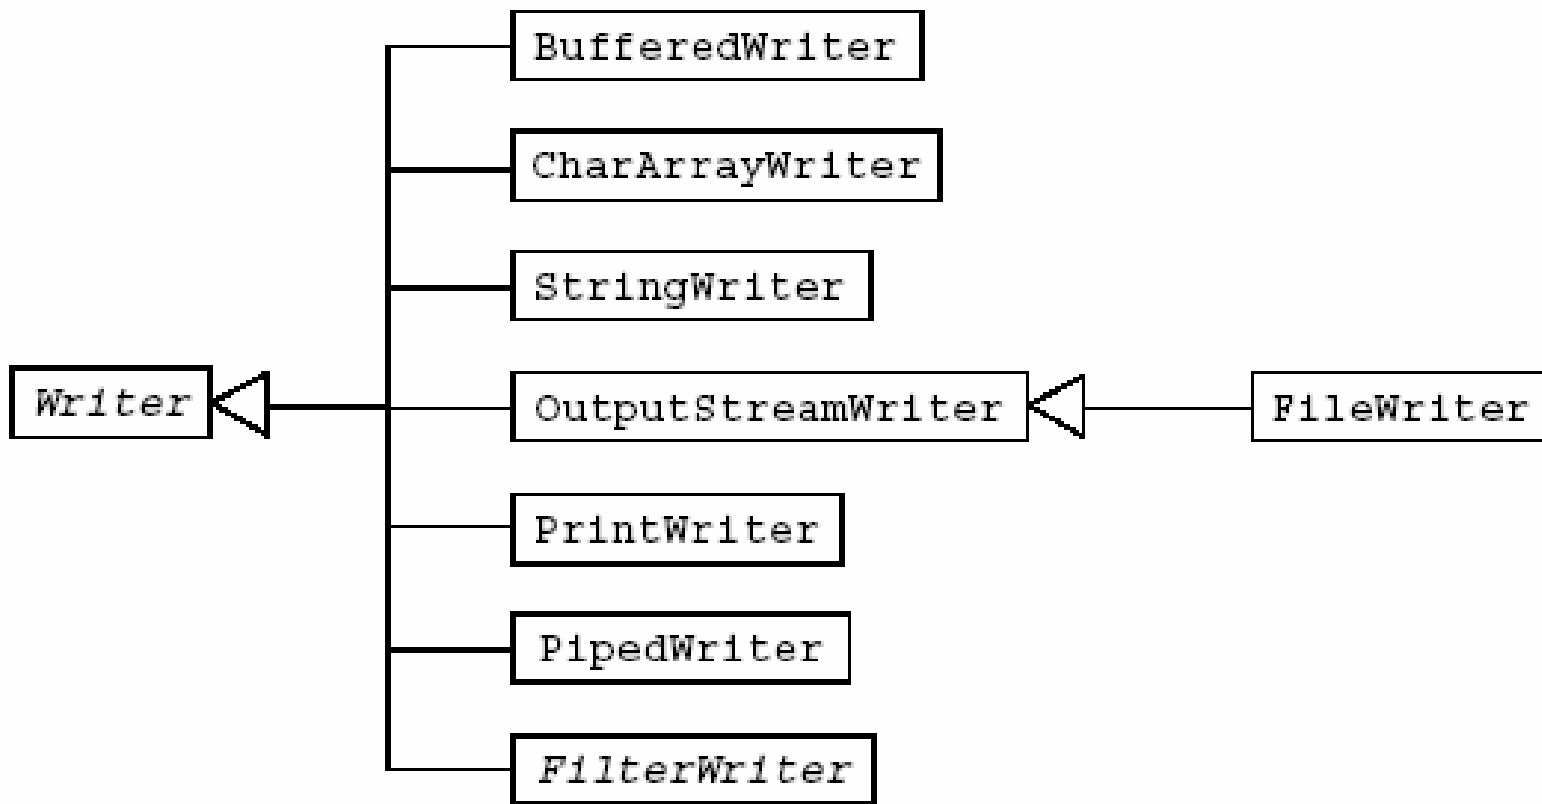 BufferedWriter
CharArrayWriter
StringWriter
Writer
OutputStreamWriter
FileWriter
PrintWriter
PipedWriter
FilterWriter